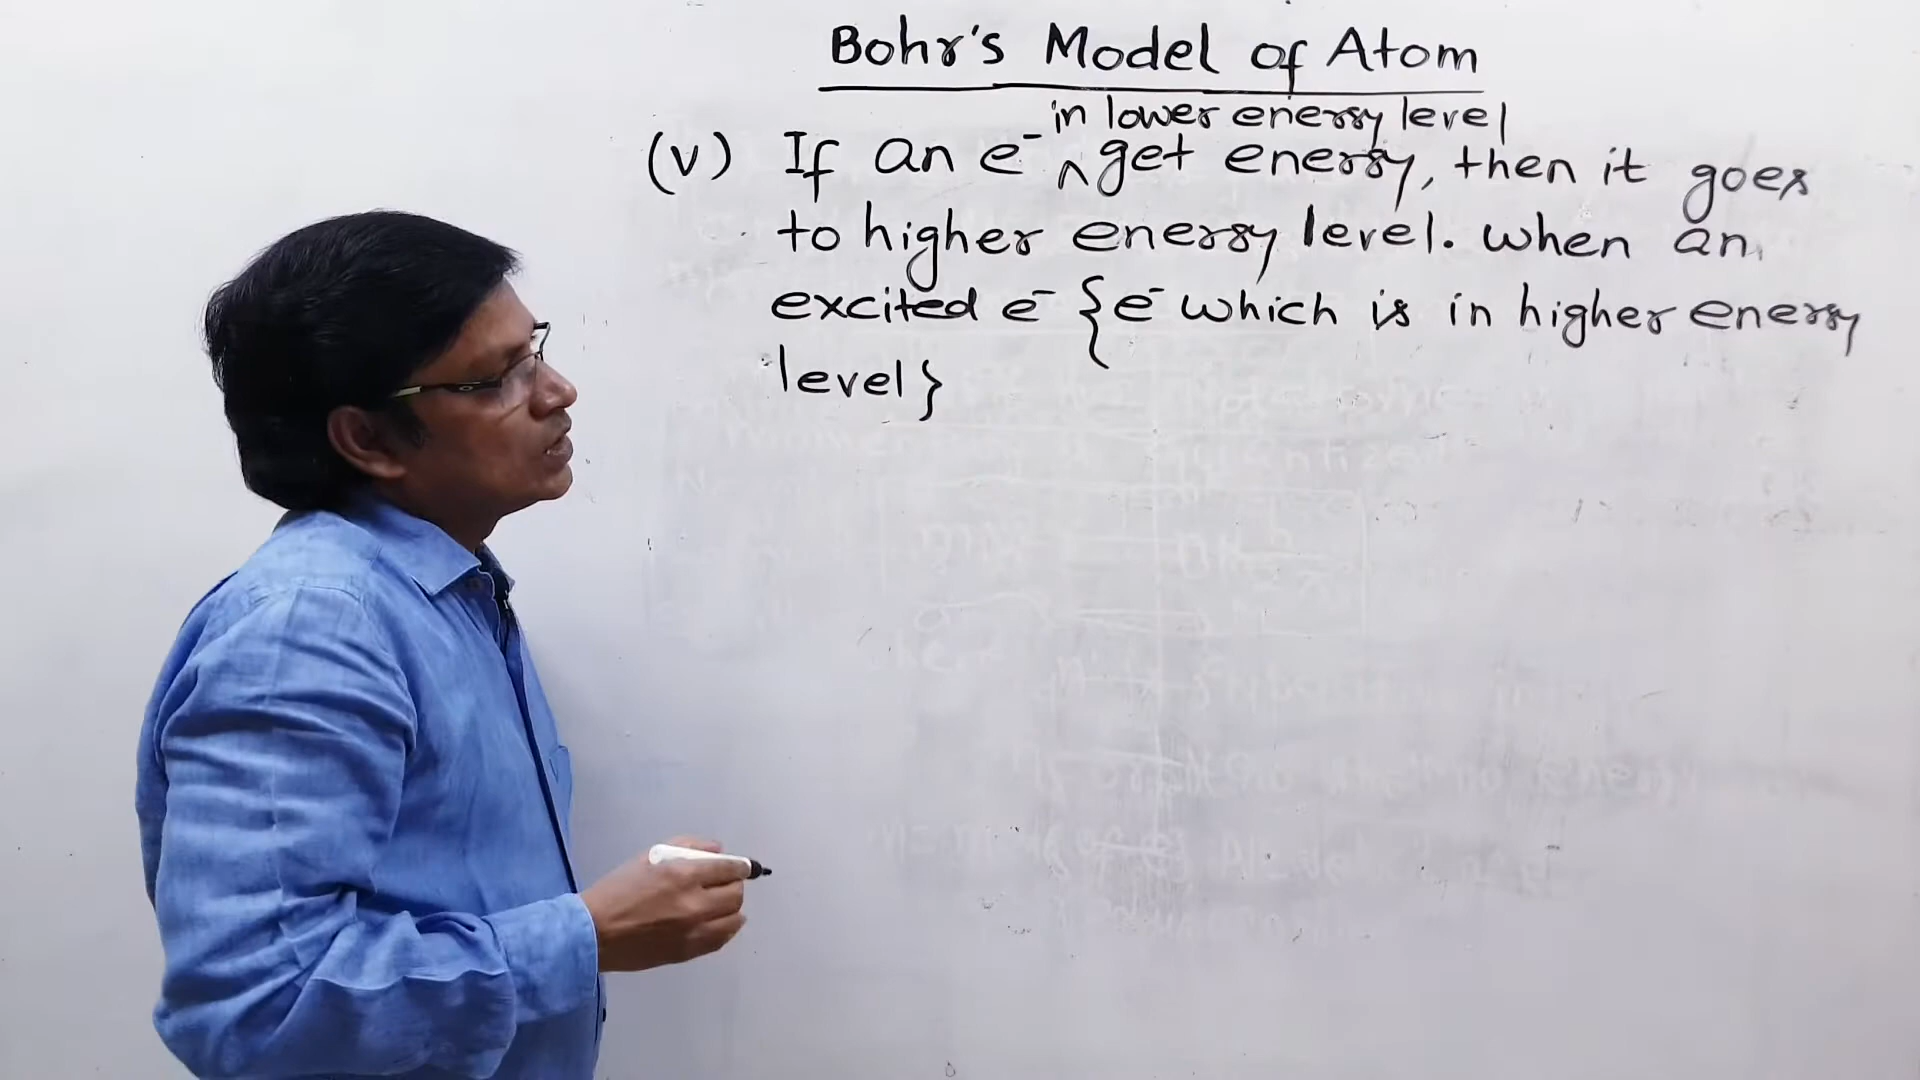 Bohr's Model of Atom
in lower energy level
(v) If an e⁻ ^ get energy, then it goes
to higher energy level. when an
excited e⁻ {e⁻ which is in higher energy
level}